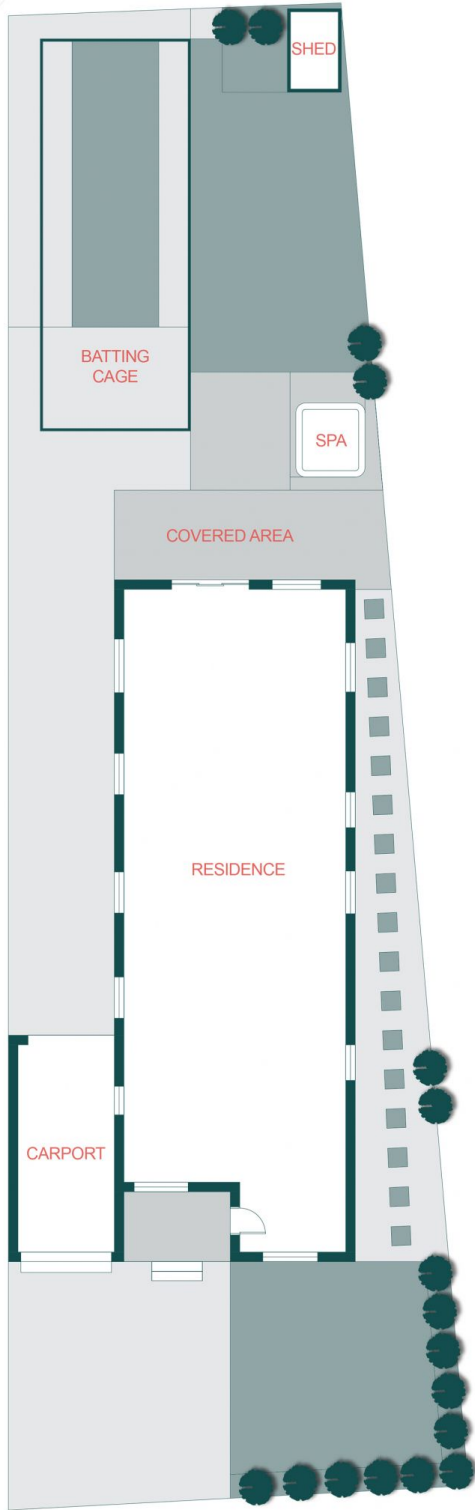 SHED
BATTING
CAGE
SPA
COVERED AREA
RESIDENCE
CARPORT